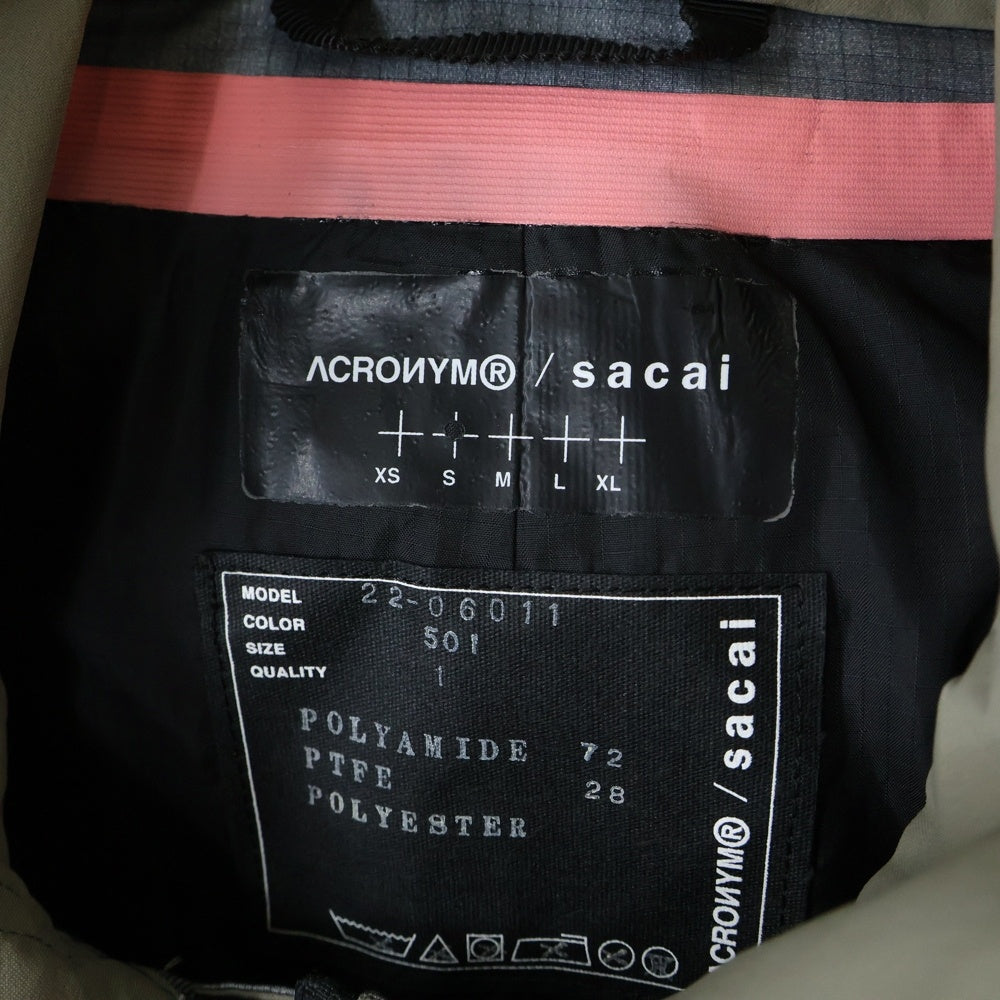 ACRONYM® / sacai
XS S M L XL
MODEL 22-06011
COLOR 501
SIZE 1
QUALITY
POLYAMIDE 72
PTFE 28
POLYESTER
ACRONYM® / sacai